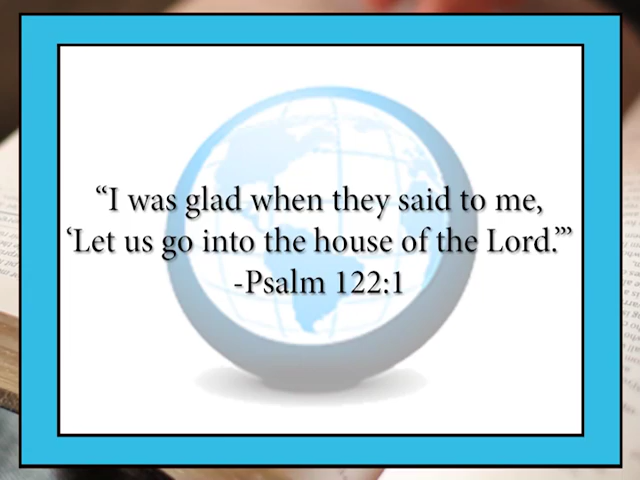 “I was glad when they said to me,
‘Let us go into the house of the Lord.’”
-Psalm 122:1